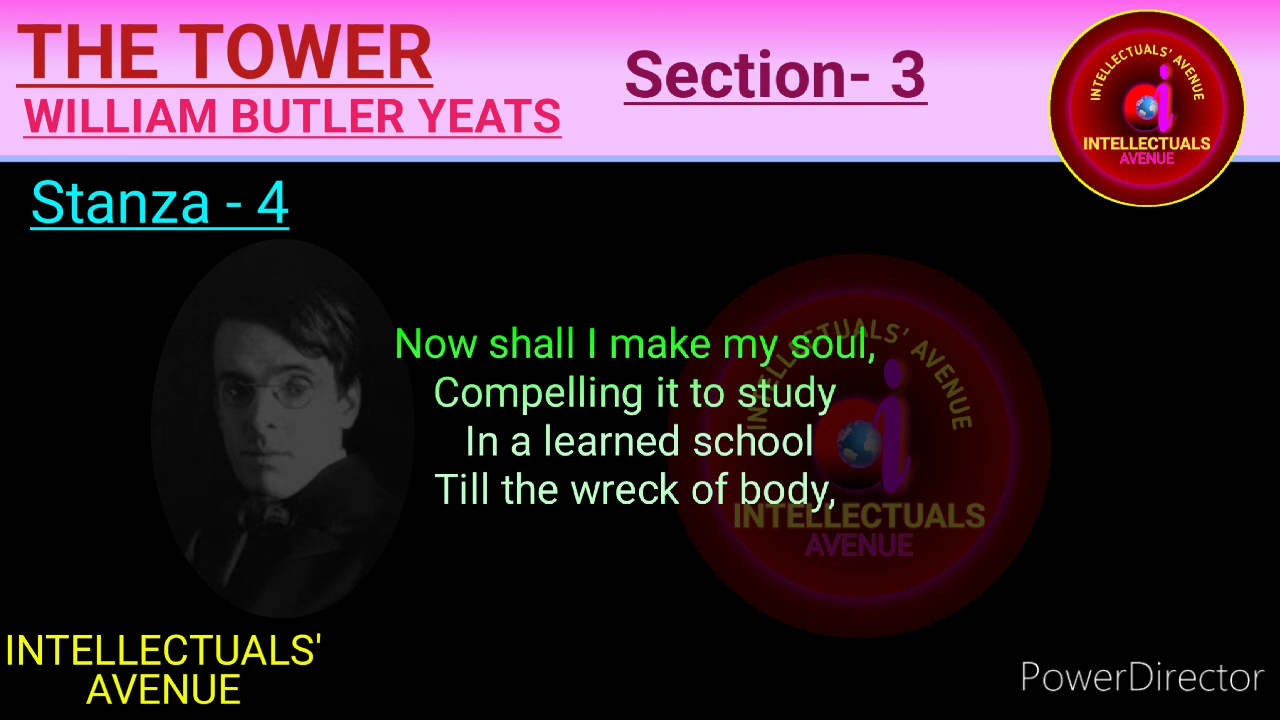 THE TOWER
WILLIAM BUTLER YEATS
Section- 3
INTELLECTUALS' AVENUE
INTELLECTUALS
AVENUE
Stanza - 4
Now shall I make my soul,
Compelling it to study
In a learned school
Till the wreck of body,
INTELLECTUALS' AVENUE
INTELLECTUALS
AVENUE
INTELLECTUALS'
AVENUE
PowerDirector